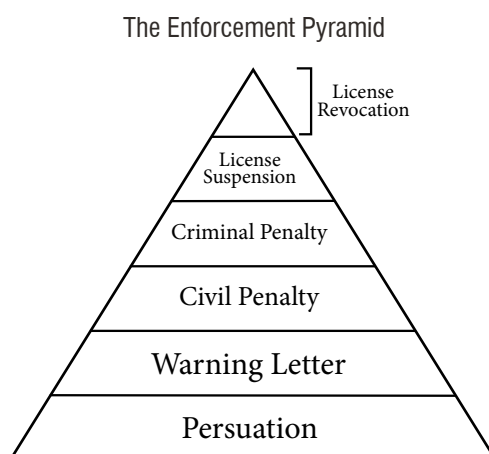 The Enforcement Pyramid
License
Revocation
License
Suspension
Criminal Penalty
Civil Penalty
Warning Letter
Persuation